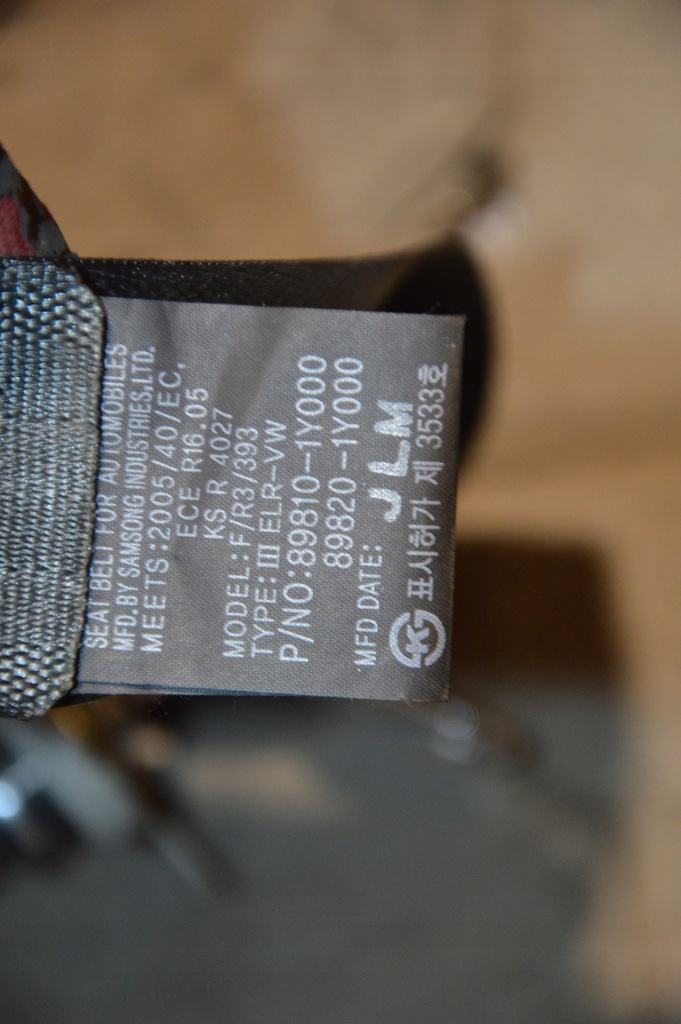 SEAT BELT FOR AUTOMOBILES
MFD. BY SAMSONG INDUSTRIES,LTD.
MEETS:2005/40/EC,
ECE R16.05
KS R 4027
MODEL:F/R3/393
TYPE:III ELR-VW
P/NO:89810-1Y000
89820-1Y000
MFD DATE: JLM
표시허가 제 3533호